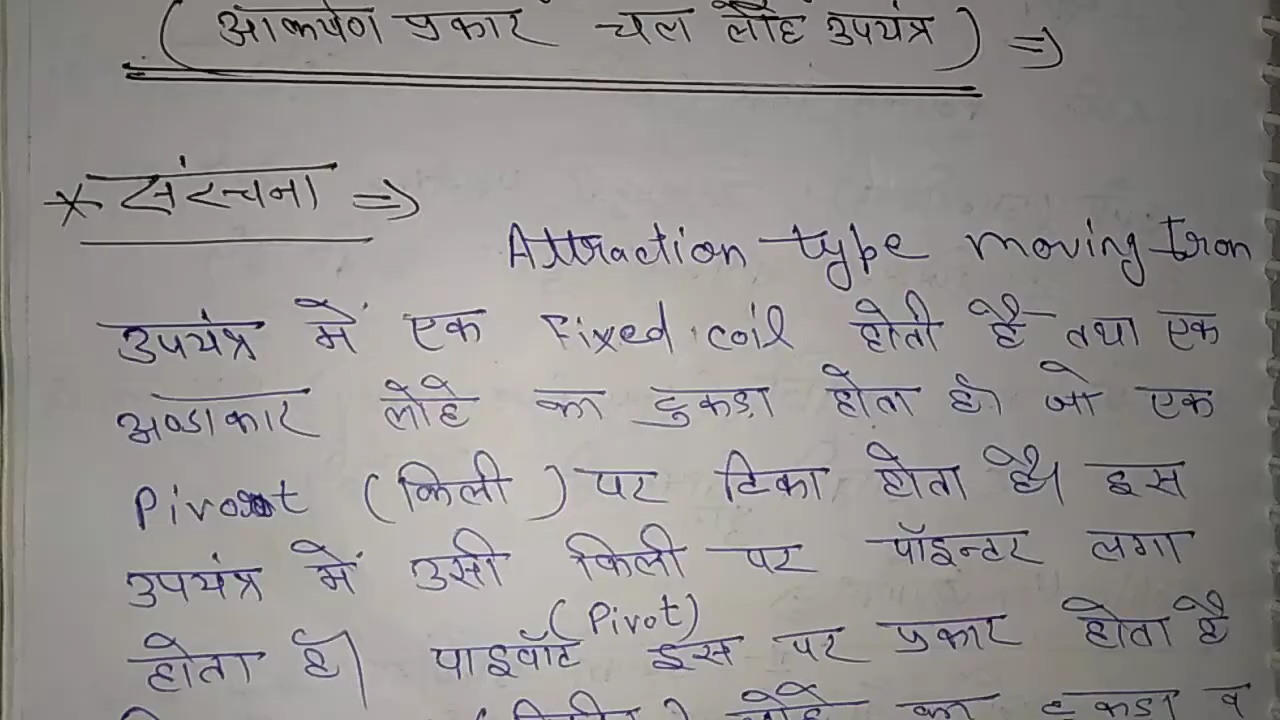 (आकर्षण प्रकार चल लौह उपयंत्र) =>
* संरचना =>
Attraction type moving Iron
उपयंत्र में एक Fixed coil होती है तथा एक
अण्डाकार लोहे का टुकडा़ होता है। जो एक
Pivot (किली) पर टिका होता है। इस
उपयंत्र में उसी किली पर पॉइन्टर लगा
होता है। पाइवॉट (Pivot) इस पर प्रकार होता है
लोहे का टुकडा व